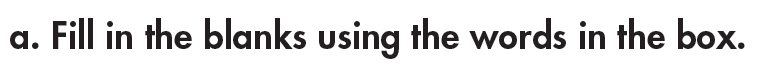 a. Fill in the blanks using the words in the box.